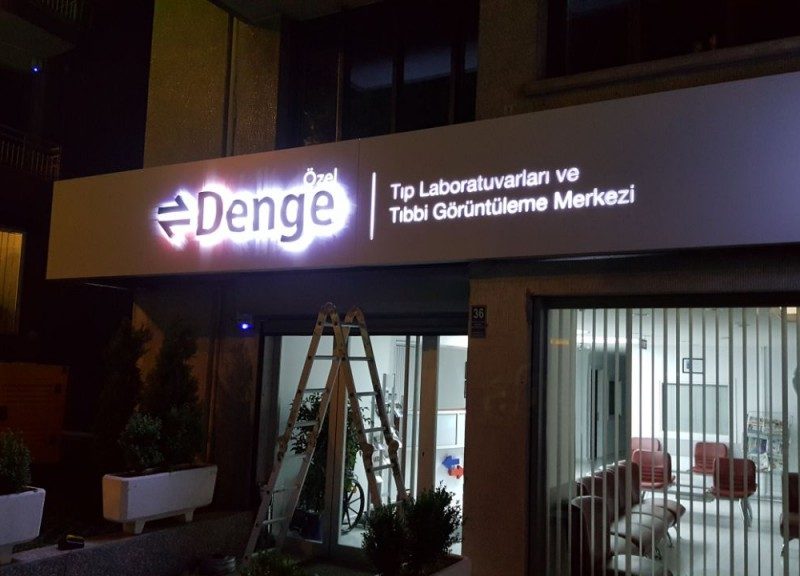 Özel
Denge
Tıp Laboratuvarları ve
Tıbbi Görüntüleme Merkezi
36